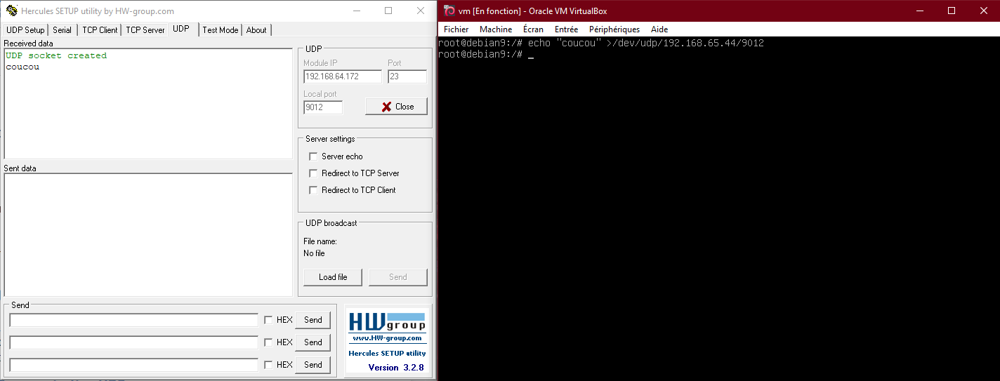 Hercules SETUP utility by HW-group.com
UDP Setup Serial TCP Client TCP Server UDP Test Mode About
Received data
UDP socket created
coucou
Sent data
UDP
Module IP Port
192.168.64.172 23
Local port
9012 Close
Server settings
Server echo
Redirect to TCP Server
Redirect to TCP Client
UDP broadcast
File name:
No file
Load file Send
Send
HEX Send
HEX Send
HEX Send
HW group
www.HW-group.com
Hercules SETUP utility
Version 3.2.8
vm [En fonction] - Oracle VM VirtualBox
Fichier Machine Écran Entrée Périphériques Aide
root@debian9:/# echo "coucou" >/dev/udp/192.168.65.44/9012
root@debian9:/# _